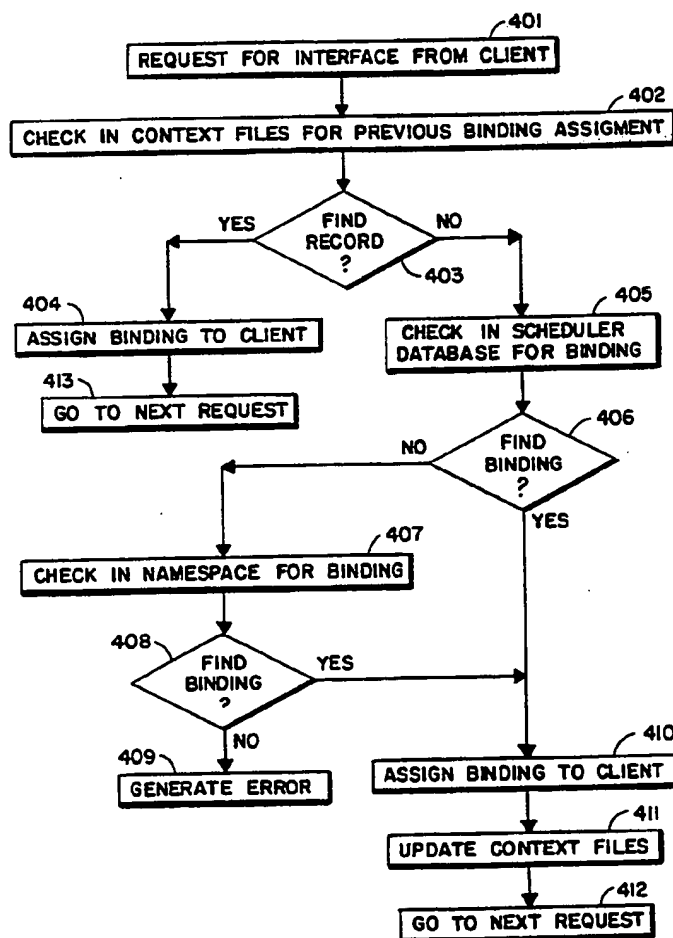 401
REQUEST FOR INTERFACE FROM CLIENT
402
CHECK IN CONTEXT FILES FOR PREVIOUS BINDING ASSIGMENT
YES
FIND
RECORD
?
NO
403
404
ASSIGN BINDING TO CLIENT
413
GO TO NEXT REQUEST
405
CHECK IN SCHEDULER
DATABASE FOR BINDING
406
NO
FIND
BINDING
?
YES
407
CHECK IN NAMESPACE FOR BINDING
408
FIND
BINDING
?
YES
NO
409
GENERATE ERROR
410
ASSIGN BINDING TO CLIENT
411
UPDATE CONTEXT FILES
412
GO TO NEXT REQUEST